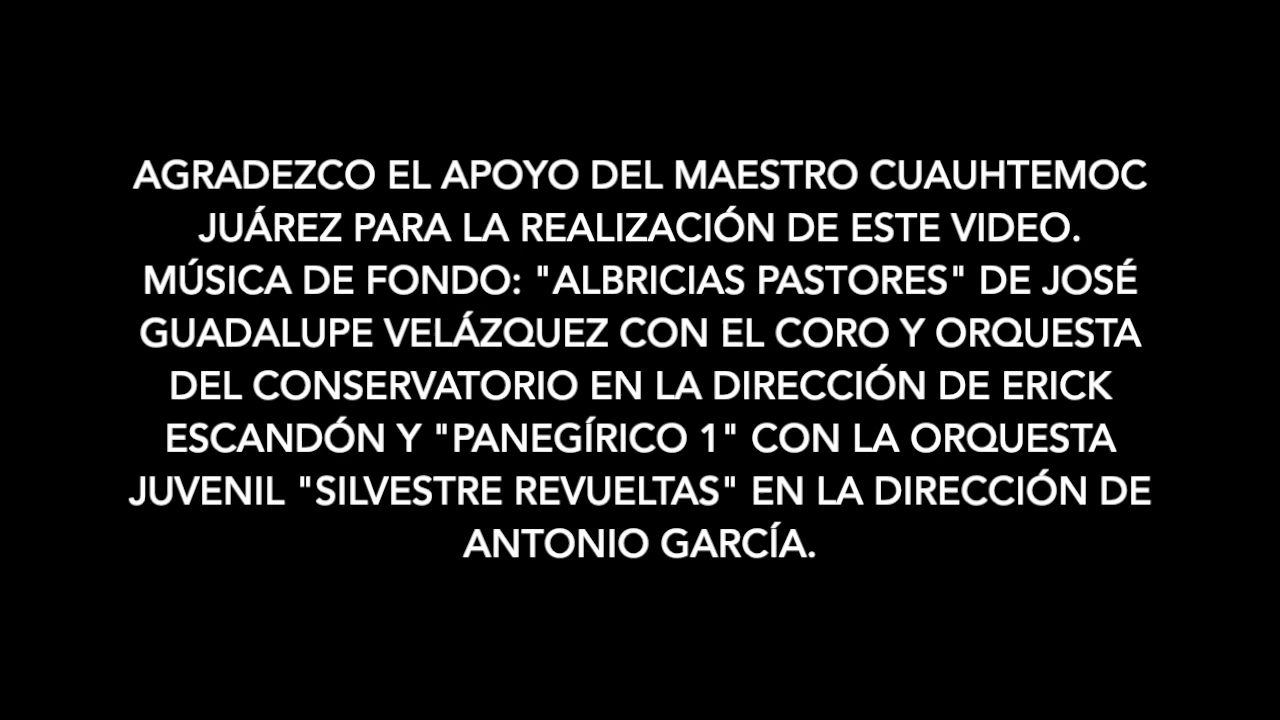 AGRADEZCO EL APOYO DEL MAESTRO CUAUHTEMOC
JUÁREZ PARA LA REALIZACIÓN DE ESTE VIDEO.
MÚSICA DE FONDO: "ALBRICIAS PASTORES" DE JOSÉ
GUADALUPE VELÁZQUEZ CON EL CORO Y ORQUESTA
DEL CONSERVATORIO EN LA DIRECCIÓN DE ERICK
ESCANDÓN Y "PANEGÍRICO 1" CON LA ORQUESTA
JUVENIL "SILVESTRE REVUELTAS" EN LA DIRECCIÓN DE
ANTONIO GARCÍA.